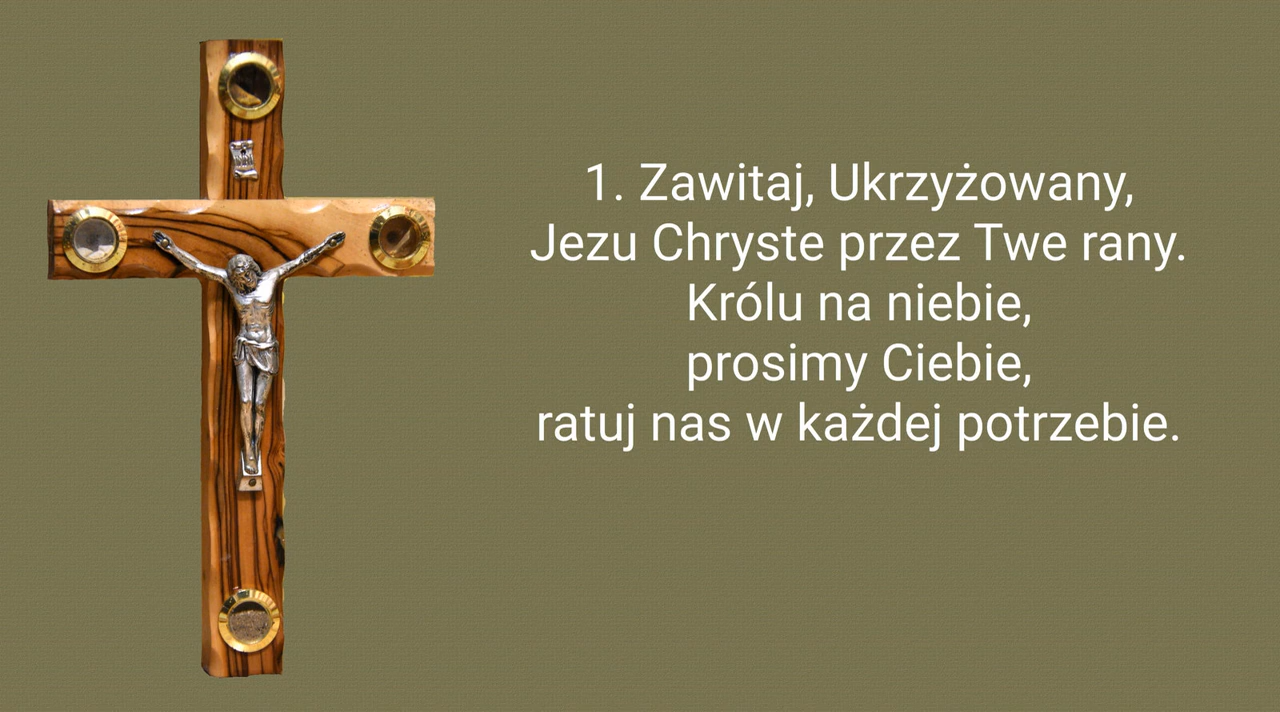 1. Zawitaj, Ukrzyżowany,
Jezu Chryste przez Twe rany.
Królu na niebie,
prosimy Ciebie,
ratuj nas w każdej potrzebie.